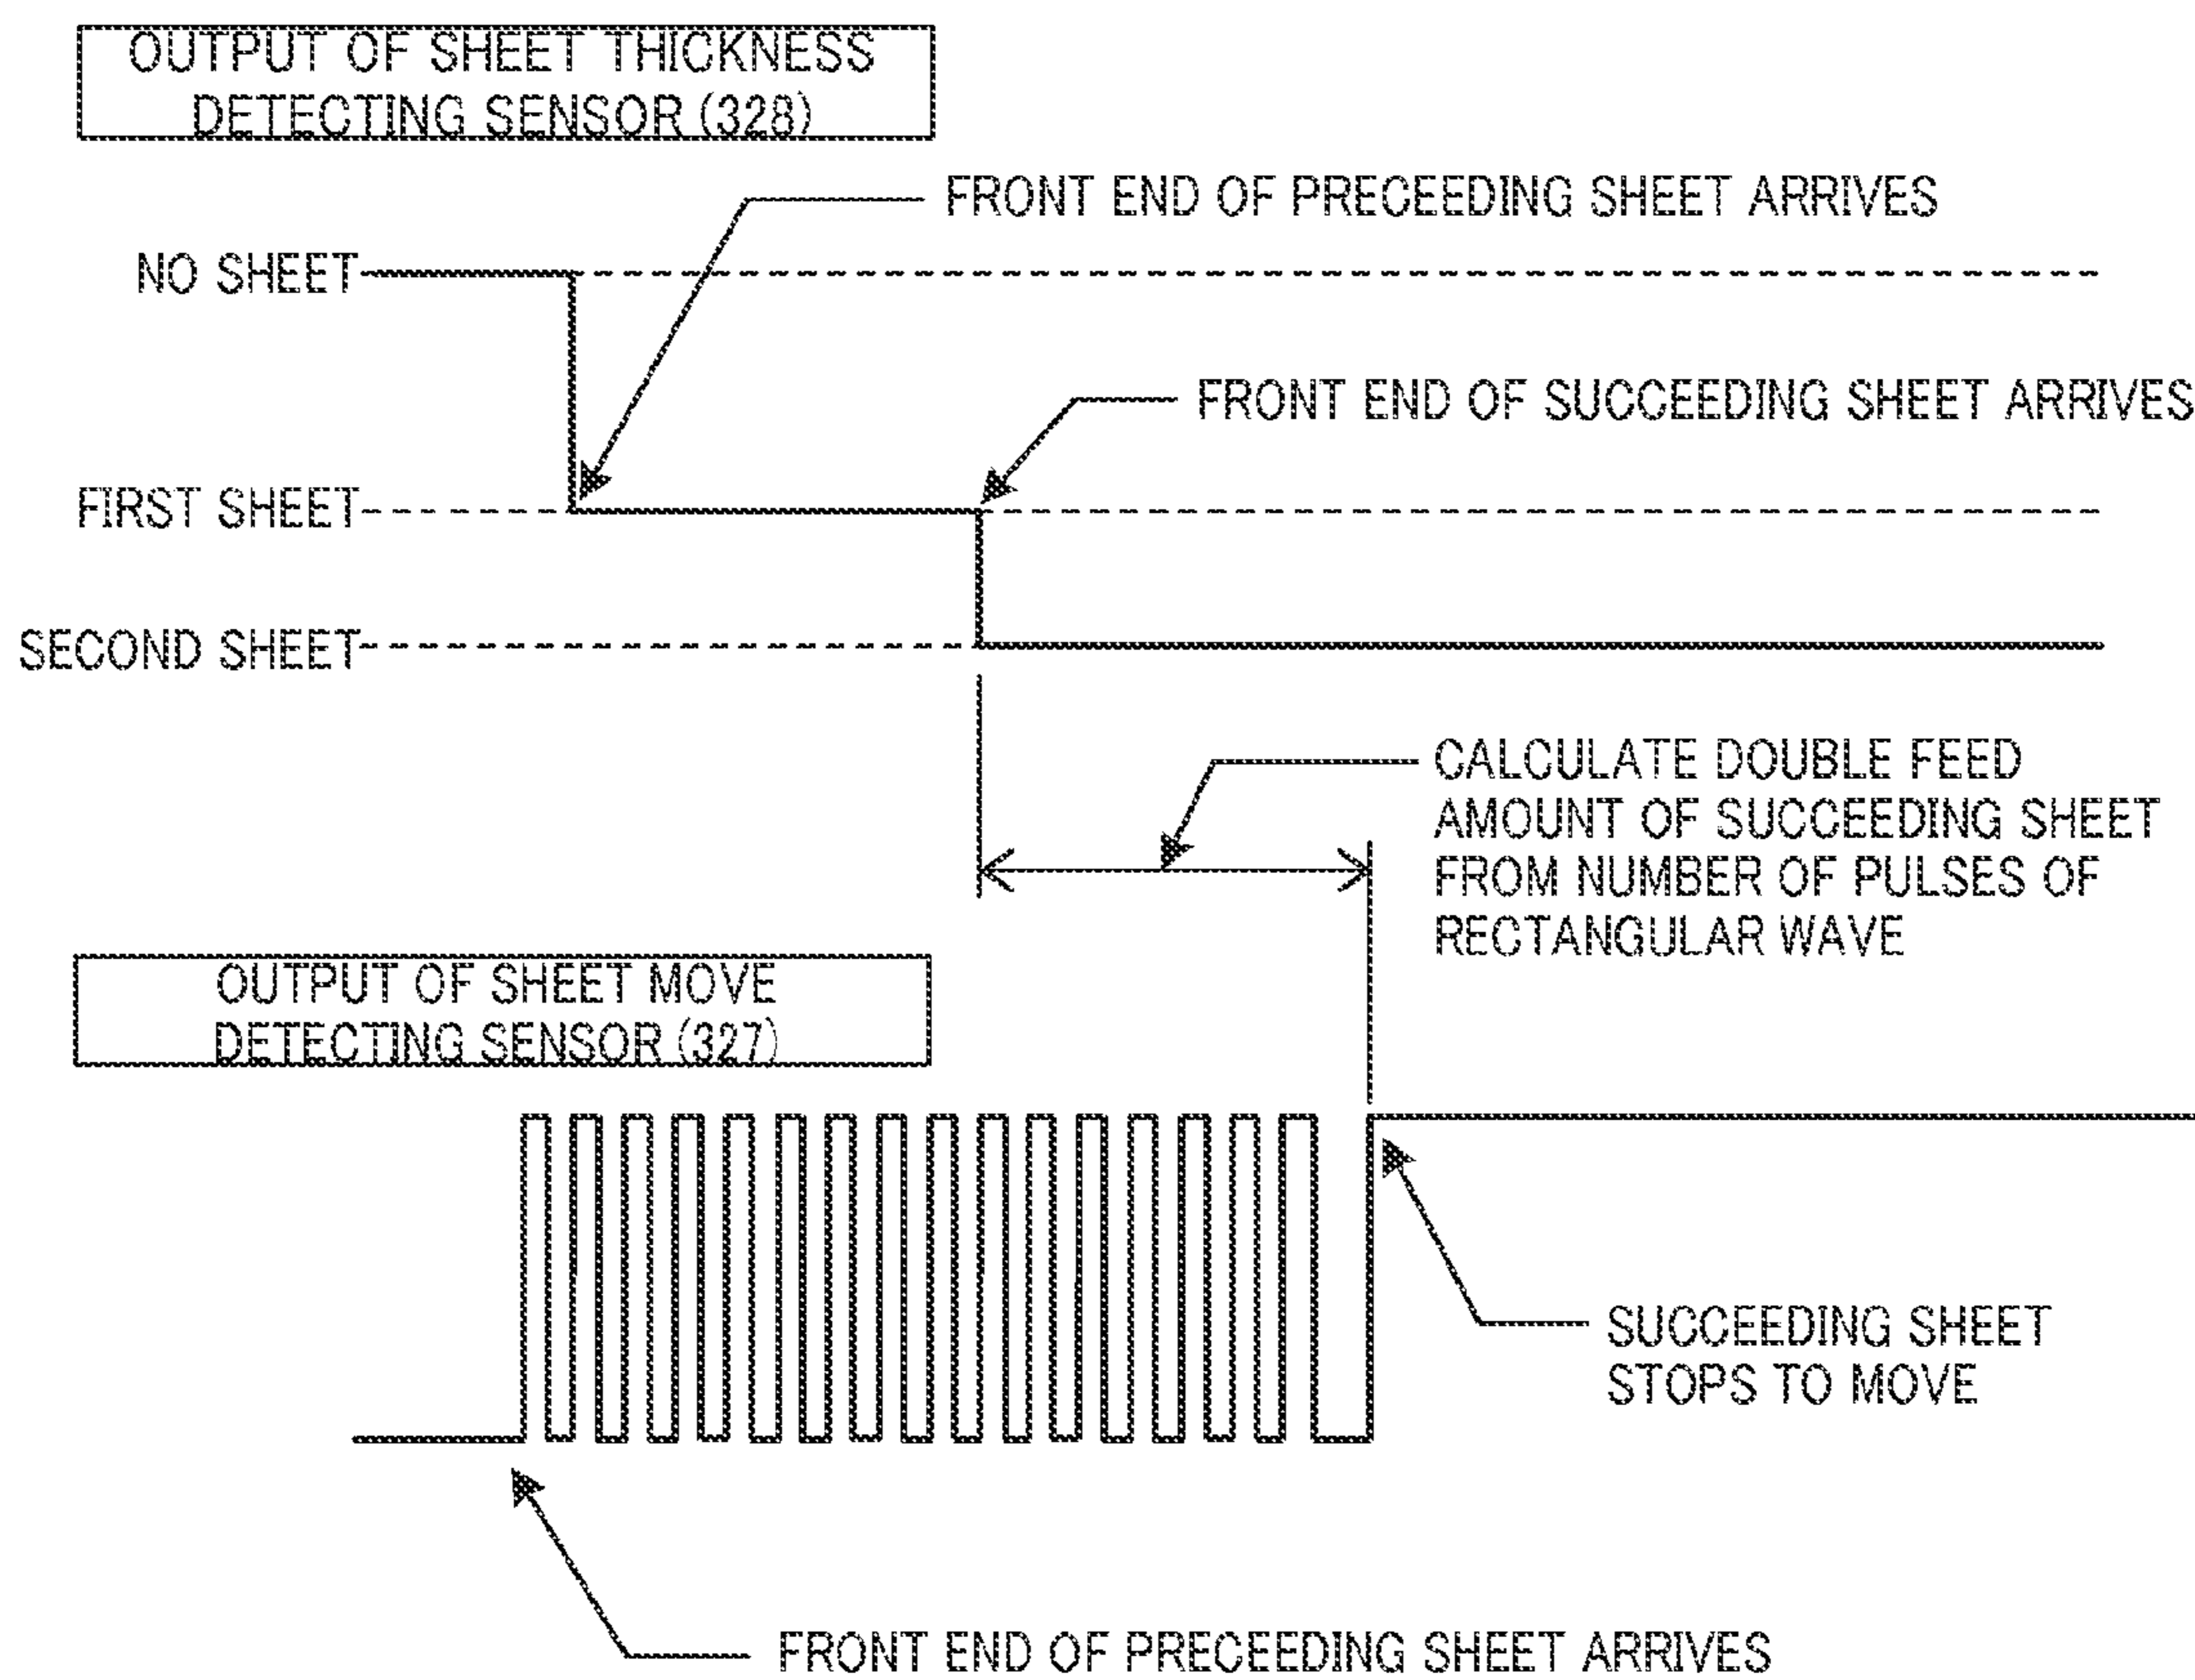 OUTPUT OF SHEET THICKNESS
DETECTING SENSOR (328)
FRONT END OF PRECEEDING SHEET ARRIVES
NO SHEET
FRONT END OF SUCCEEDING SHEET ARRIVES
FIRST SHEET
SECOND SHEET
CALCULATE DOUBLE FEED
AMOUNT OF SUCCEEDING SHEET
FROM NUMBER OF PULSES OF
RECTANGULAR WAVE
OUTPUT OF SHEET MOVE
DETECTING SENSOR (327)
SUCCEEDING SHEET
STOPS TO MOVE
FRONT END OF PRECEEDING SHEET ARRIVES